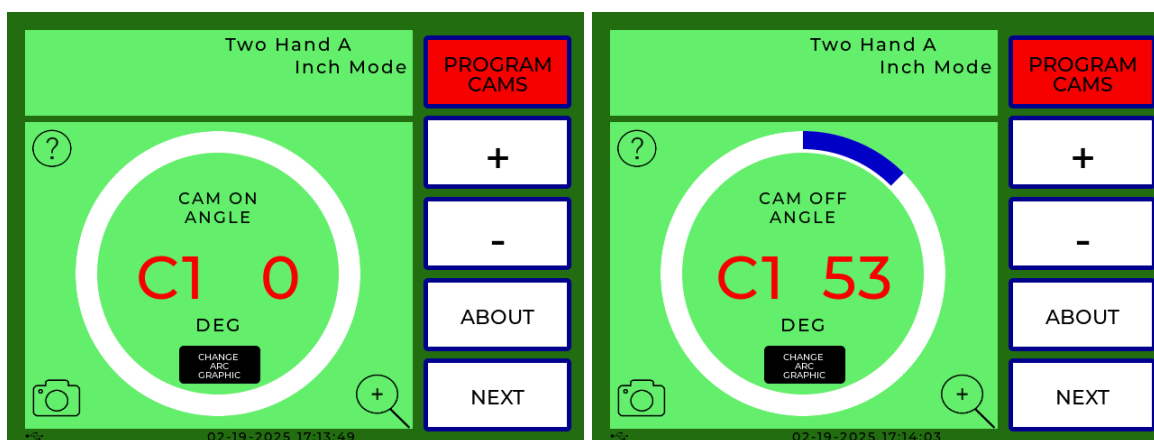 Two Hand A
Inch Mode
PROGRAM
CAMS
?
+
CAM ON
ANGLE
-
C1 0
DEG
ABOUT
CHANGE
ARC
GRAPHIC
+
NEXT
02-19-2025 17:13:49
Two Hand A
Inch Mode
PROGRAM
CAMS
?
+
CAM OFF
ANGLE
-
C1 53
DEG
ABOUT
CHANGE
ARC
GRAPHIC
+
NEXT
02-19-2025 17:14:03